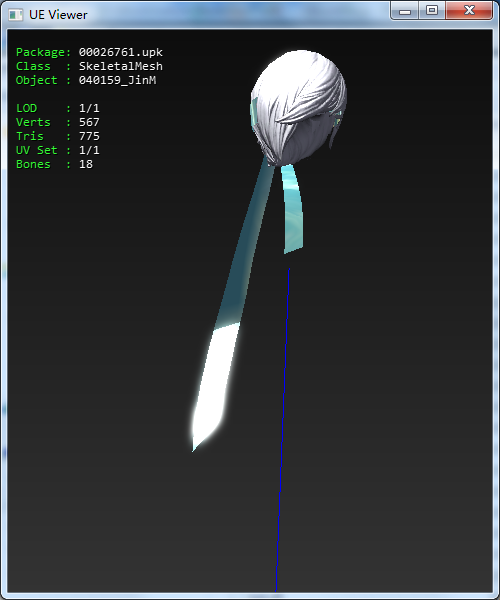 UE Viewer
Package: 00026761.upk
Class  : SkeletalMesh
Object : 040159_JinM
LOD    : 1/1
Verts  : 567
Tris   : 775
UV Set : 1/1
Bones  : 18